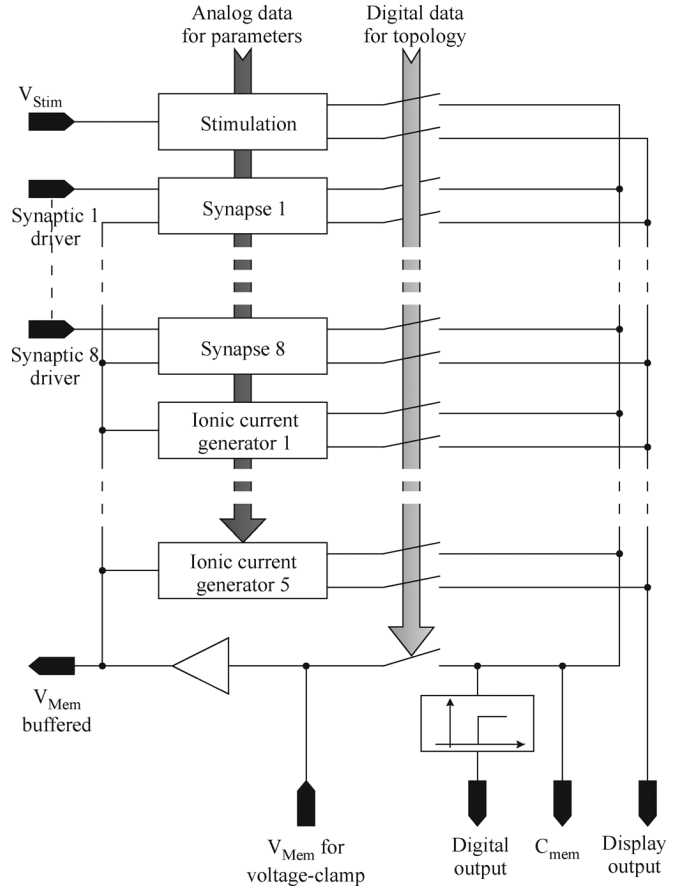 Analog data
for parameters
Digital data
for topology
V_Stim
Stimulation
Synaptic 1
driver
Synapse 1
Synaptic 8
driver
Synapse 8
Ionic current
generator 1
Ionic current
generator 5
V_Mem
buffered
V_Mem for
voltage-clamp
Digital
output
C_mem
Display
output